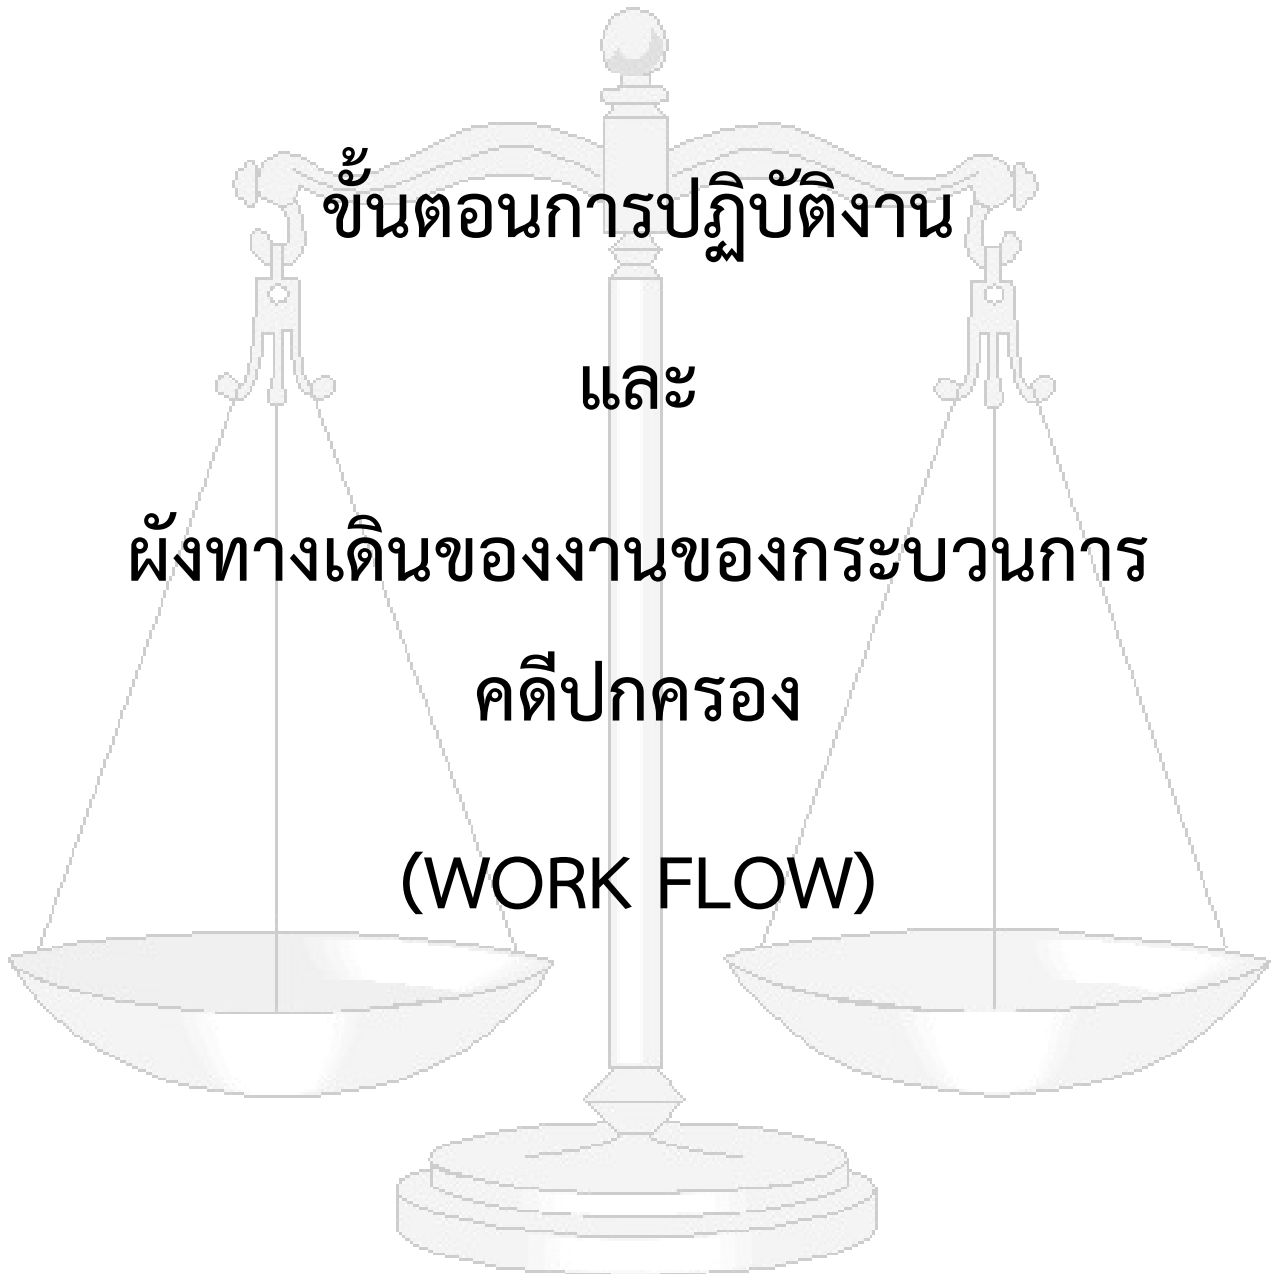 ขั้นตอนการปฏิบัติงาน
และ
ผังทางเดินของงานของกระบวนการ
คดีปกครอง
(WORK FLOW)